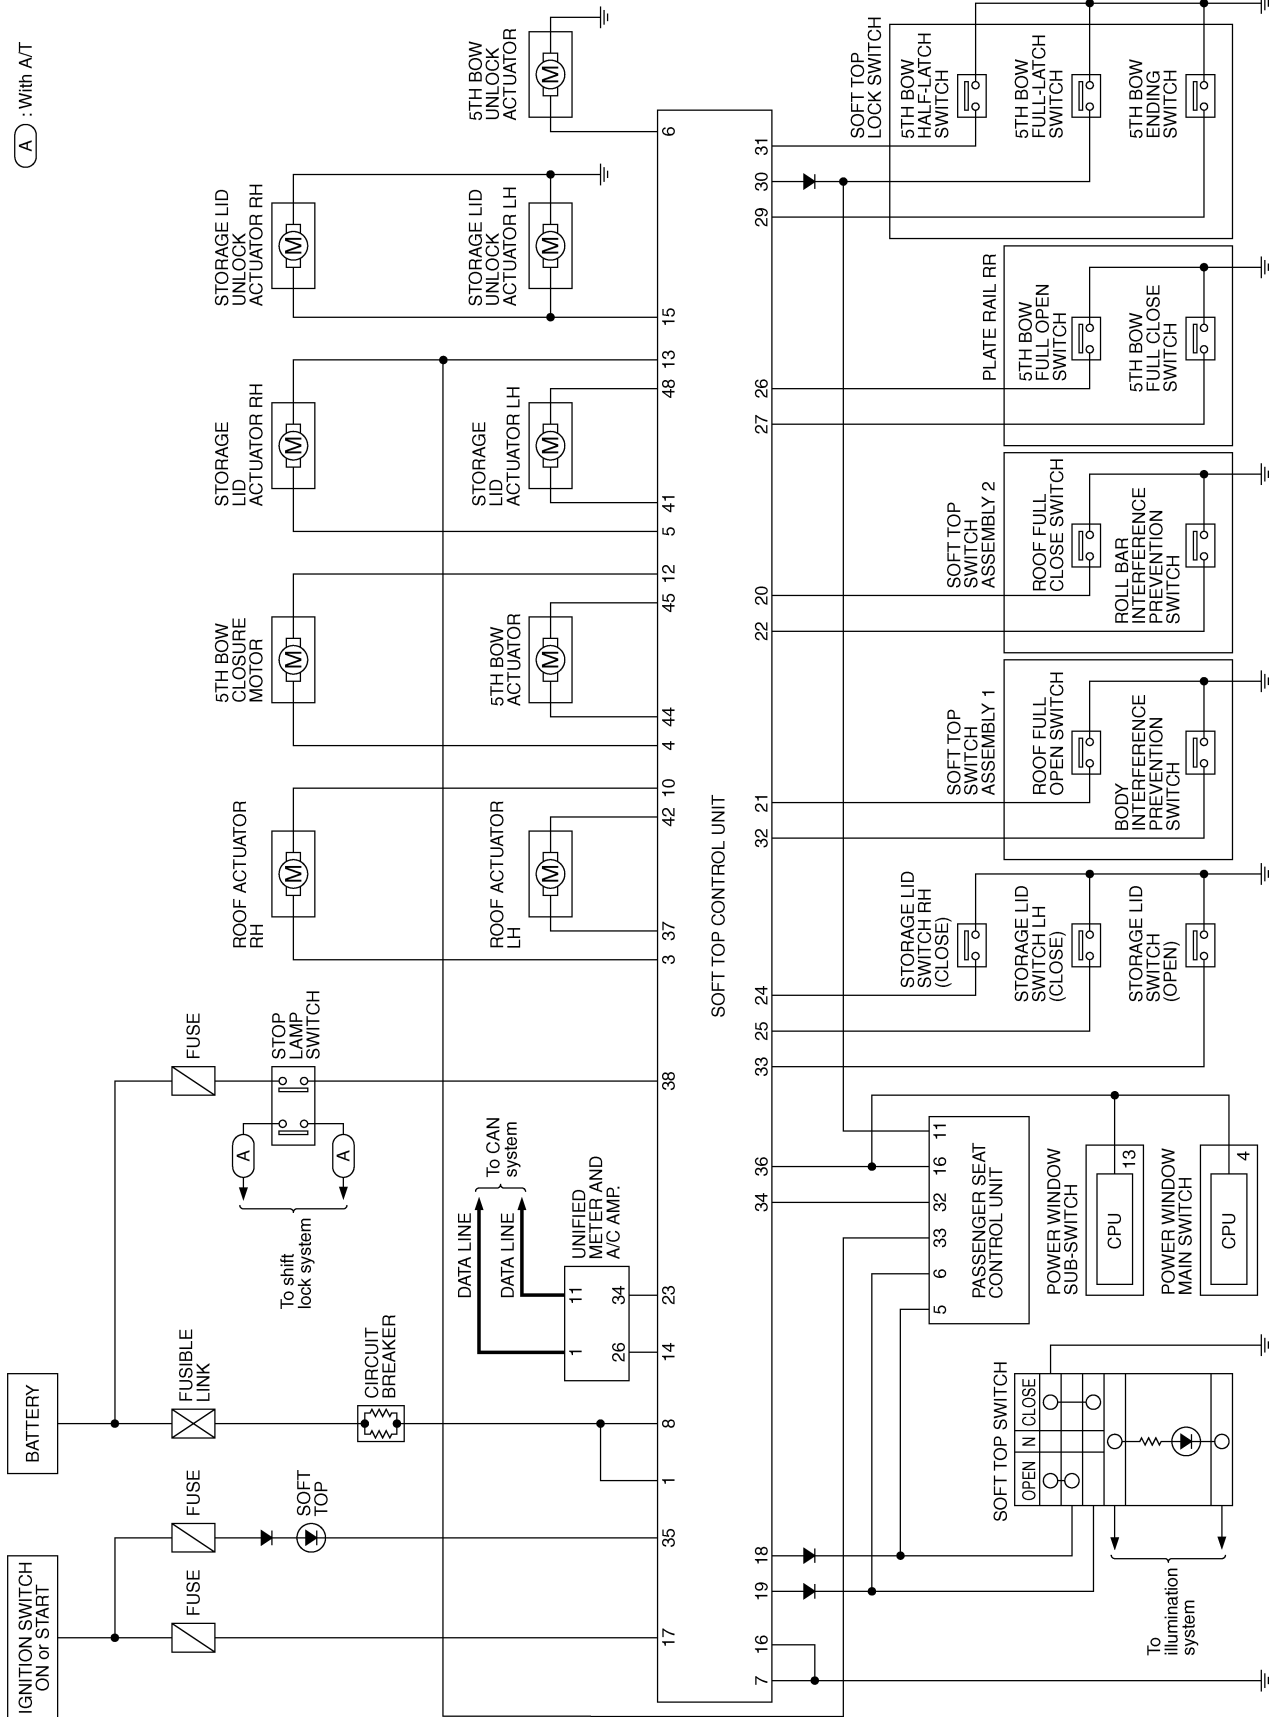 A : With A/T
BATTERY
IGNITION SWITCH
ON or START
FUSE
FUSE
FUSIBLE
LINK
FUSE
SOFT
TOP
CIRCUIT
BREAKER
STOP
LAMP
SWITCH
A
A
To shift
lock system
DATA LINE
DATA LINE
To CAN
system
UNIFIED
METER AND
A/C AMP.
1
11
26
34
ROOF ACTUATOR
RH
ROOF ACTUATOR
LH
5TH BOW
CLOSURE
MOTOR
5TH BOW
ACTUATOR
STORAGE
LID
ACTUATOR RH
STORAGE
LID
ACTUATOR LH
STORAGE LID
UNLOCK
ACTUATOR RH
STORAGE LID
UNLOCK
ACTUATOR LH
5TH BOW
UNLOCK
ACTUATOR
M
M
M
M
M
M
M
M
M
17
35
1
8
14
23
38
3
37
42
10
4
44
45
12
5
41
48
13
15
6
SOFT TOP CONTROL UNIT
7
16
19
18
34
36
33
25
24
32
21
22
20
27
26
29
30
31
SOFT TOP SWITCH
OPEN
N
CLOSE
To
illumination
system
5
6
33
32
16
11
PASSENGER SEAT
CONTROL UNIT
POWER WINDOW
SUB-SWITCH
CPU
13
POWER WINDOW
MAIN SWITCH
CPU
4
STORAGE LID
SWITCH RH
(CLOSE)
STORAGE LID
SWITCH LH
(CLOSE)
STORAGE LID
SWITCH
(OPEN)
SOFT TOP
SWITCH
ASSEMBLY 1
ROOF FULL
OPEN SWITCH
BODY
INTERFERENCE
PREVENTION
SWITCH
SOFT TOP
SWITCH
ASSEMBLY 2
ROOF FULL
CLOSE SWITCH
ROLL BAR
INTERFERENCE
PREVENTION
SWITCH
PLATE RAIL RR
5TH BOW
FULL OPEN
SWITCH
5TH BOW
FULL CLOSE
SWITCH
SOFT TOP
LOCK SWITCH
5TH BOW
HALF-LATCH
SWITCH
5TH BOW
FULL-LATCH
SWITCH
5TH BOW
ENDING
SWITCH